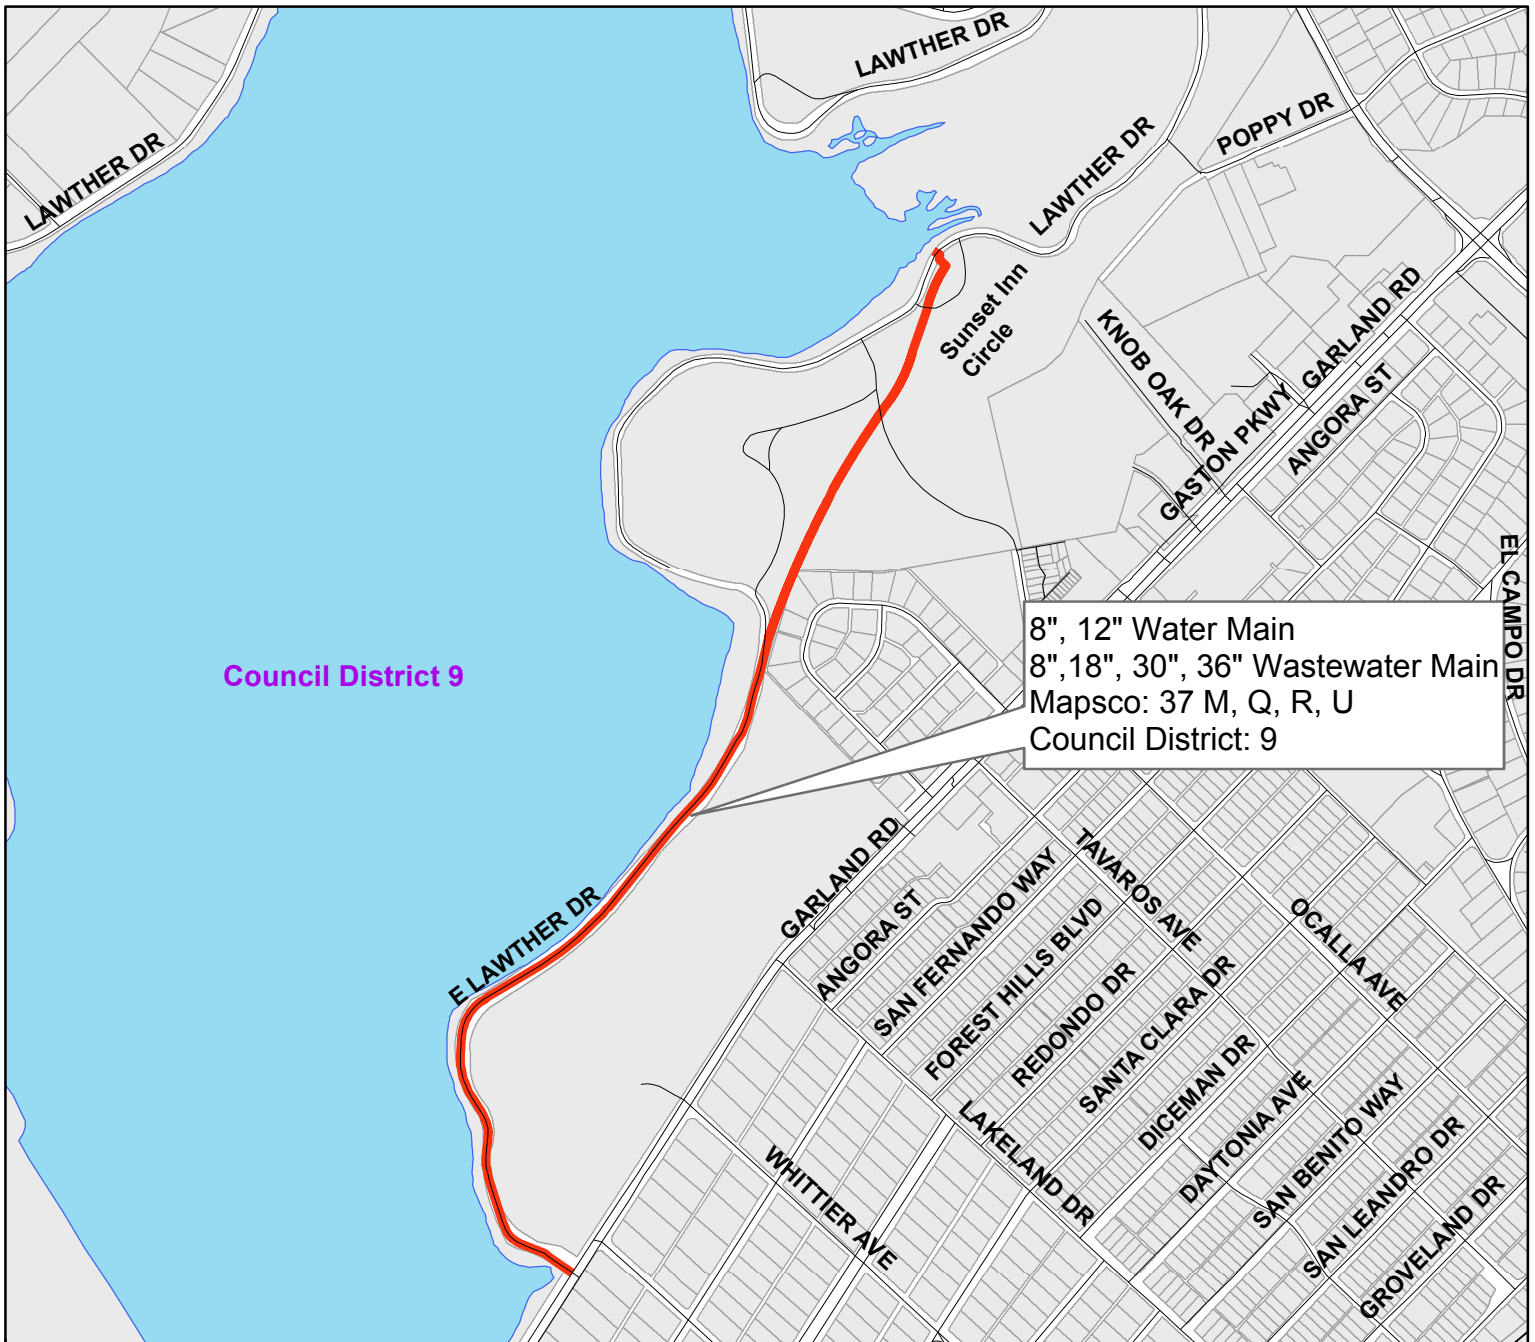 LAWTHER DR
LAWTHER DR
POPPY DR
LAWTHER DR
Sunset Inn
Circle
KNOB OAK DR
GARLAND RD
GASTON PKWY
ANGORA ST
EL CAMPO DR
Council District 9
8", 12" Water Main
8",18", 30", 36" Wastewater Main
Mapsco: 37 M, Q, R, U
Council District: 9
E LAWTHER DR
GARLAND RD
ANGORA ST
SAN FERNANDO WAY
TAVAROS AVE
FOREST HILLS BLVD
OCALLA AVE
REDONDO DR
SANTA CLARA DR
DICEMAN DR
LAKELAND DR
DAYTONIA AVE
SAN BENITO WAY
WHITTIER AVE
SAN LEANDRO DR
GROVELAND DR